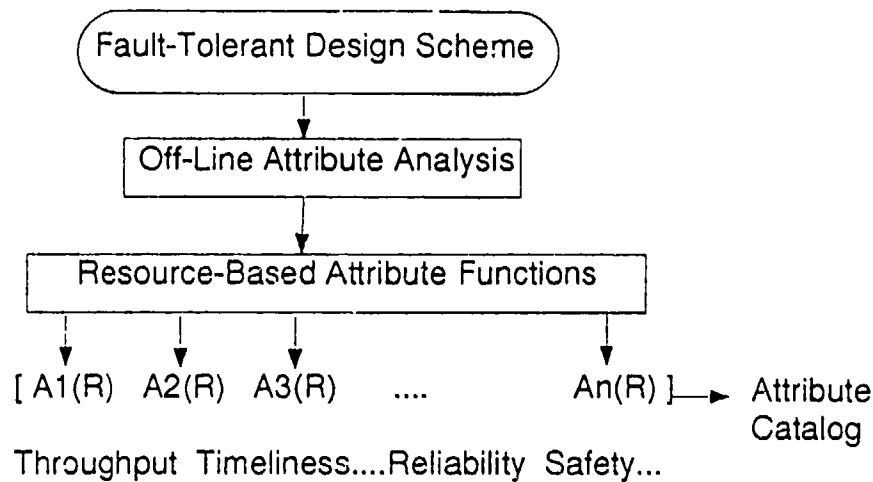 Fault-Tolerant Design Scheme
Off-Line Attribute Analysis
Resource-Based Attribute Functions
[ A1(R) A2(R) A3(R) .... An(R) ] Attribute
Catalog
Throughput Timeliness....Reliability Safety...